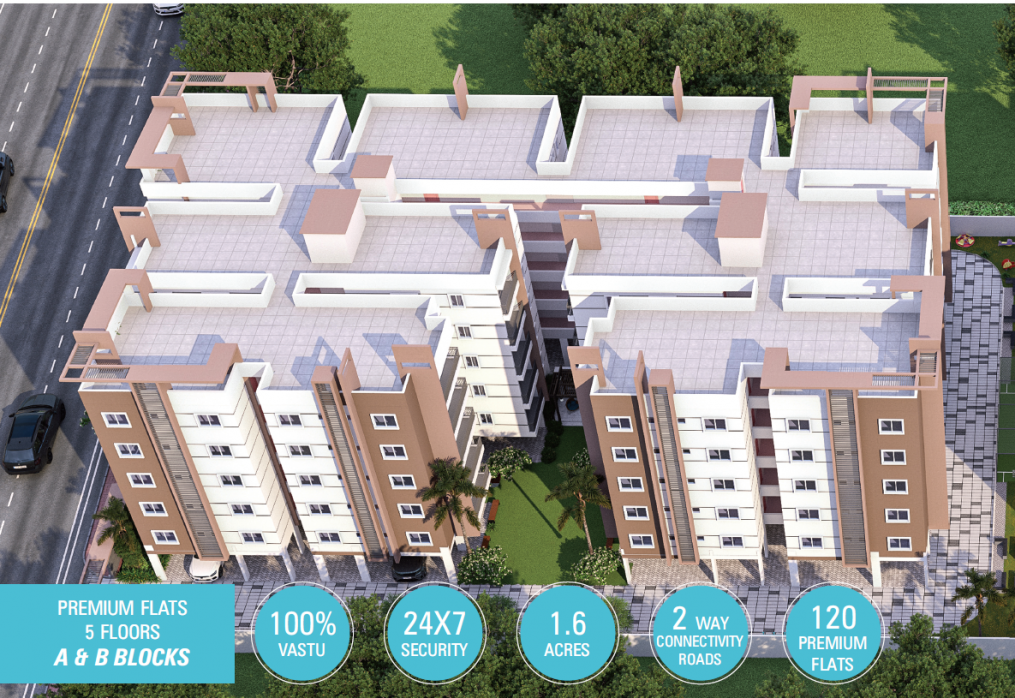 PREMIUM FLATS
5 FLOORS
A & B BLOCKS
100%
VASTU
24X7
SECURITY
1.6
ACRES
2 WAY
CONNECTIVITY
ROADS
120
PREMIUM
FLATS